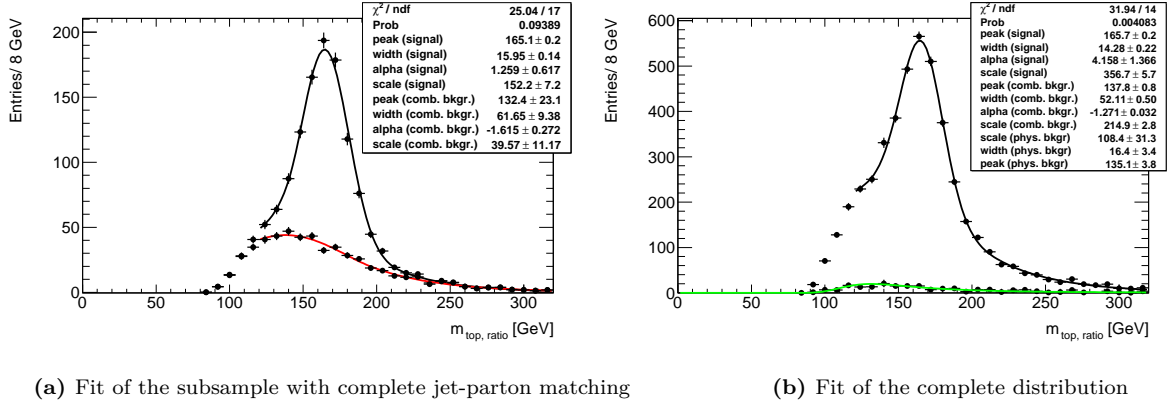 Entries/ 8 GeV
200
150
100
50
0
0 50 100 150 200 250 300
m_top, ratio [GeV]
χ² / ndf 25.04 / 17
Prob 0.09389
peak (signal) 165.1 ± 0.2
width (signal) 15.95 ± 0.14
alpha (signal) 1.259 ± 0.617
scale (signal) 152.2 ± 7.2
peak (comb. bkgr.) 132.4 ± 23.1
width (comb. bkgr.) 61.65 ± 9.38
alpha (comb. bkgr.) -1.615 ± 0.272
scale (comb. bkgr.) 39.57 ± 11.17
(a) Fit of the subsample with complete jet-parton matching
Entries/ 8 GeV
600
500
400
300
200
100
0
0 50 100 150 200 250 300
m_top, ratio [GeV]
χ² / ndf 31.94 / 14
Prob 0.004083
peak (signal) 165.7 ± 0.2
width (signal) 14.28 ± 0.22
alpha (signal) 4.158 ± 1.366
scale (signal) 356.7 ± 5.7
peak (comb. bkgr.) 137.8 ± 0.8
width (comb. bkgr.) 52.11 ± 0.50
alpha (comb. bkgr.) -1.271 ± 0.032
scale (comb. bkgr.) 214.9 ± 2.8
scale (phys. bkgr) 108.4 ± 31.3
width (phys. bkgr) 16.4 ± 3.4
peak (phys. bkgr) 135.1 ± 3.8
(b) Fit of the complete distribution